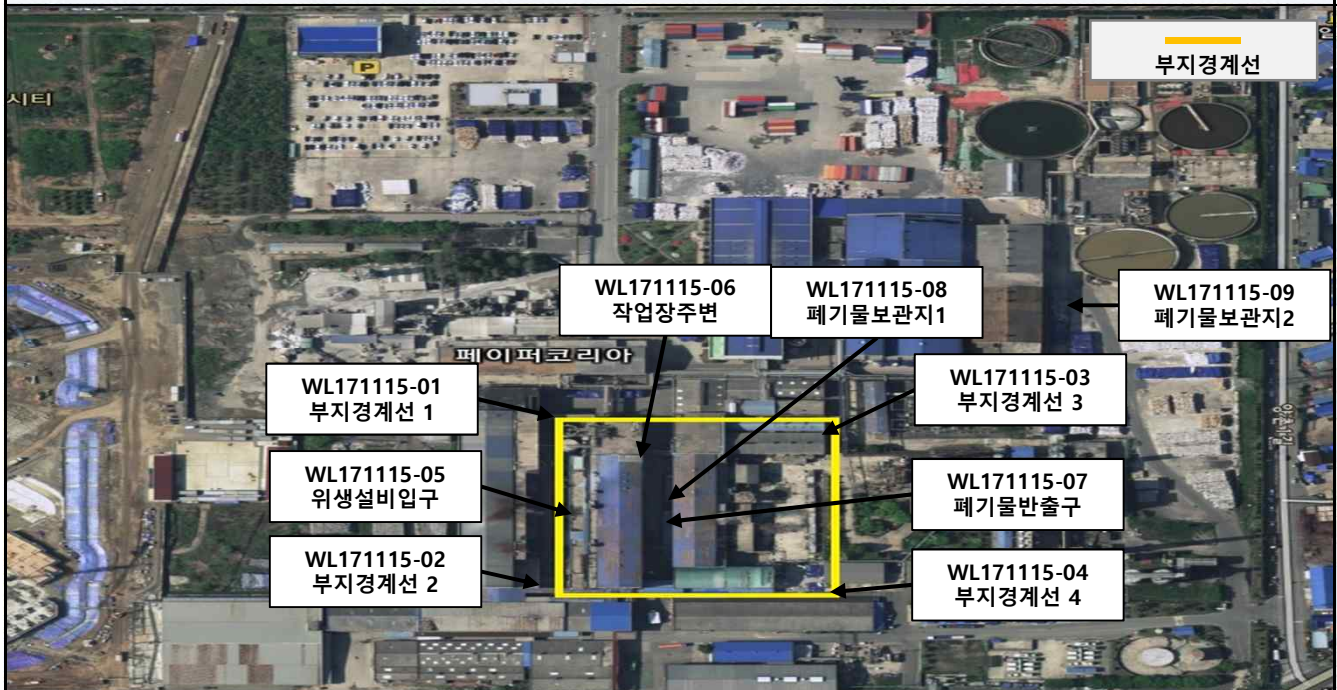 부지경계선
일
시티
P
WL171115-06
작업장주변
WL171115-08
폐기물보관지1
WL171115-09
폐기물보관지2
페이퍼코리아
WL171115-01
부지경계선 1
WL171115-03
부지경계선 3
WL171115-05
위생설비입구
WL171115-07
폐기물반출구
WL171115-02
부지경계선 2
WL171115-04
부지경계선 4